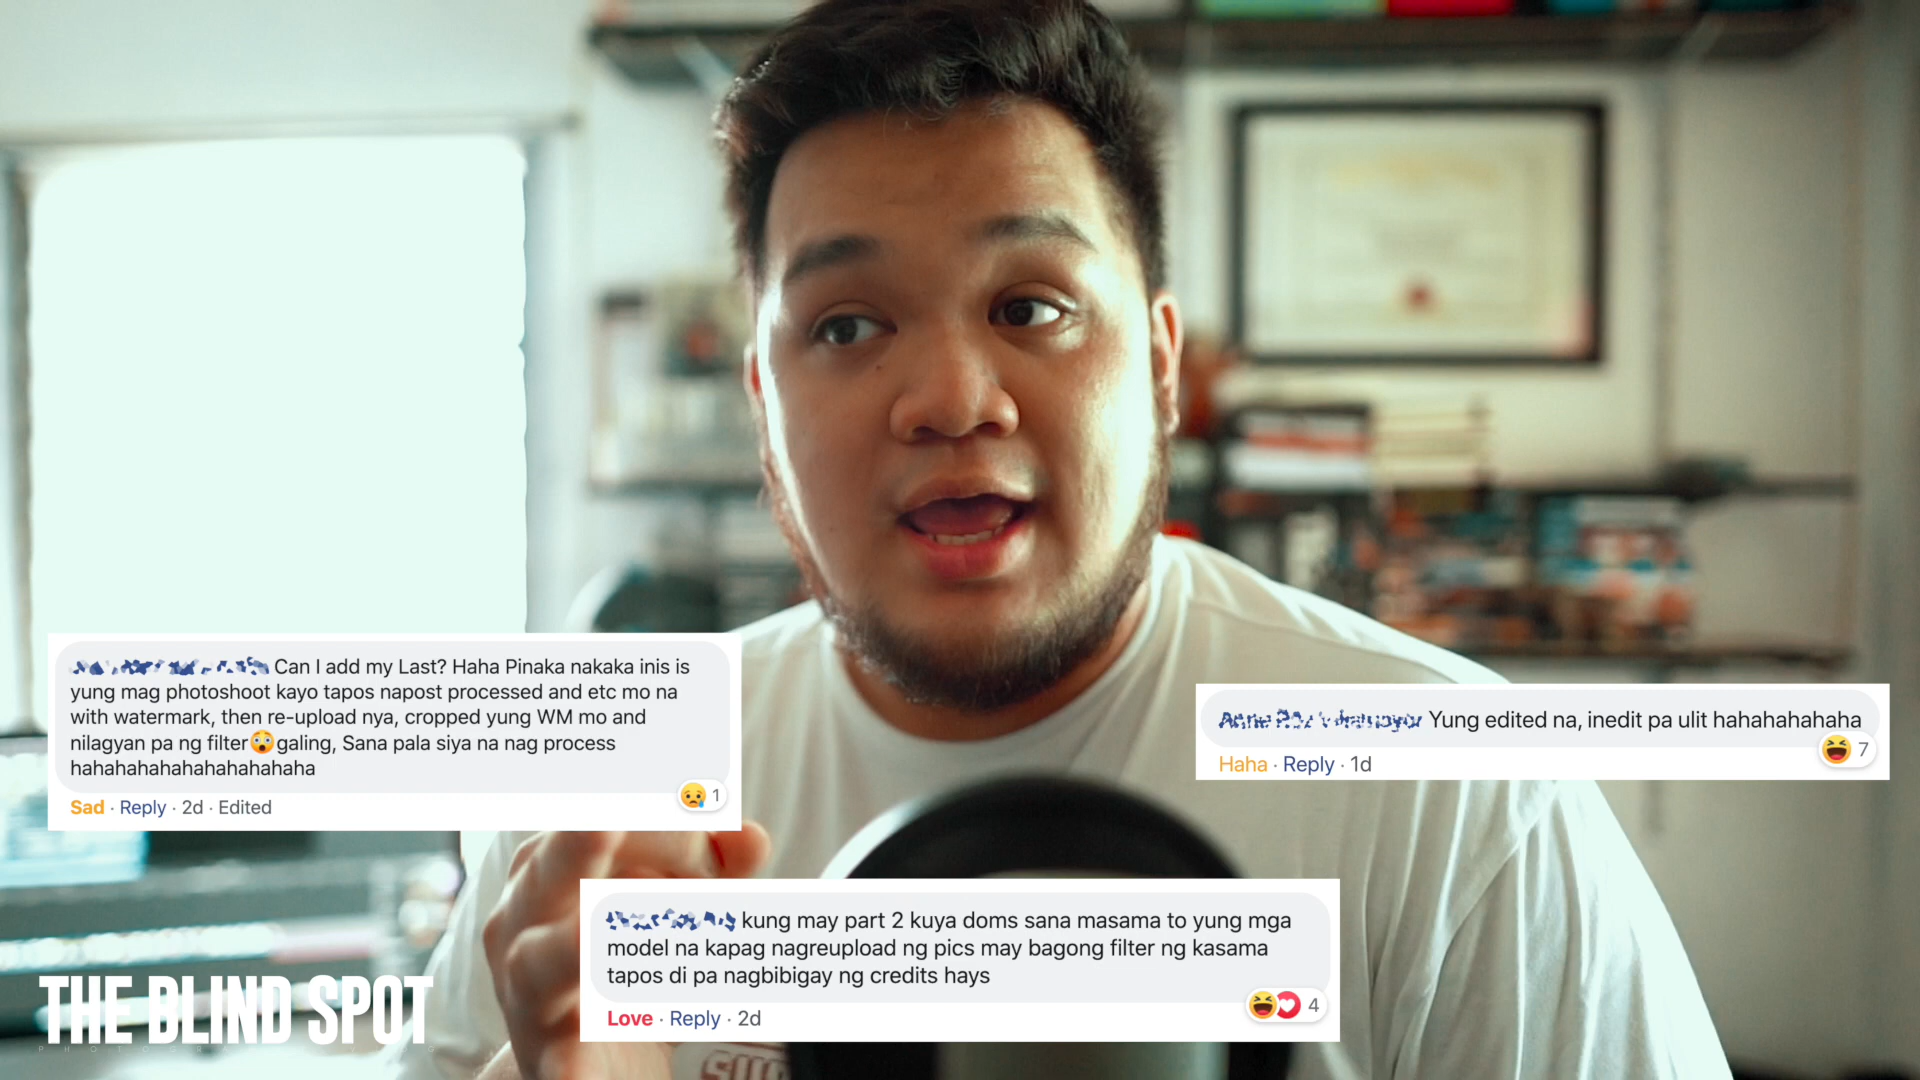 Can I add my Last? Haha Pinaka nakaka inis is
yung mag photoshoot kayo tapos napost processed and etc mo na
with watermark, then re-upload nya, cropped yung WM mo and
nilagyan pa ng filter😲galing, Sana pala siya na nag process
hahahahahahahahahahaha
1
Sad · Reply · 2d · Edited
Yung edited na, inedit pa ulit hahahahahaha
7
Haha · Reply · 1d
kung may part 2 kuya doms sana masama to yung mga
model na kapag nagreupload ng pics may bagong filter ng kasama
tapos di pa nagbibigay ng credits hays
4
Love · Reply · 2d
THE BLIND SPOT